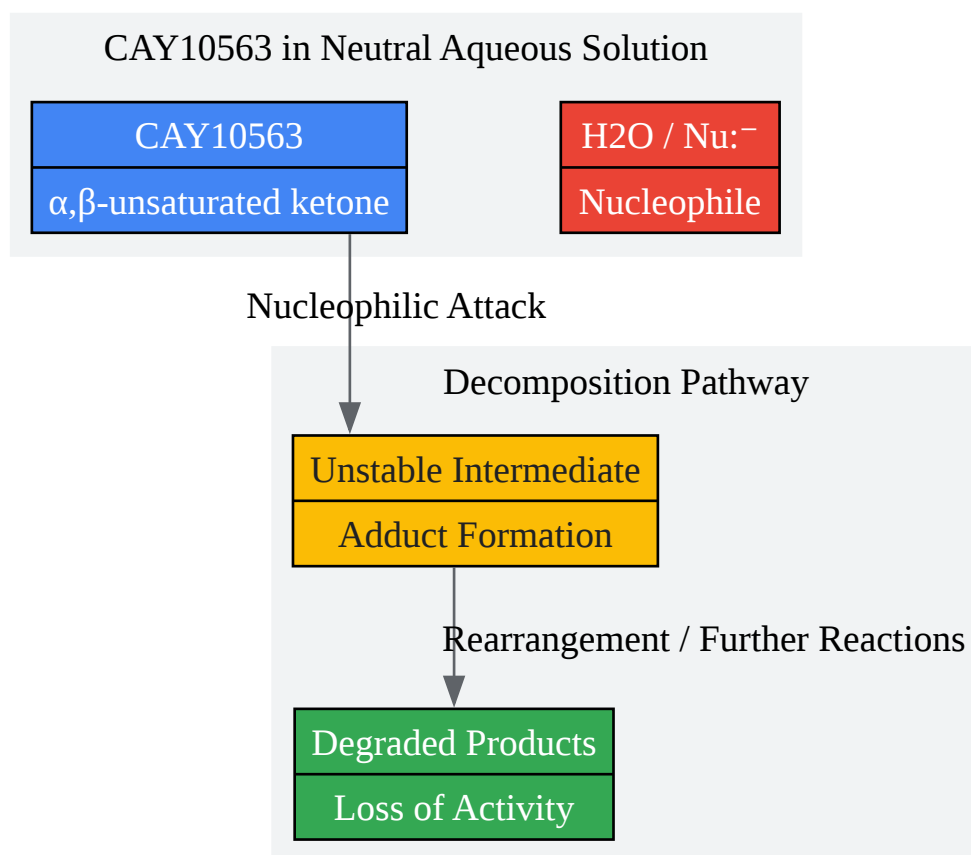 CAY10563 in Neutral Aqueous Solution
CAY10563
α,β-unsaturated ketone
H2O / Nu:⁻
Nucleophile
Nucleophilic Attack
Decomposition Pathway
Unstable Intermediate
Adduct Formation
Rearrangement / Further Reactions
Degraded Products
Loss of Activity